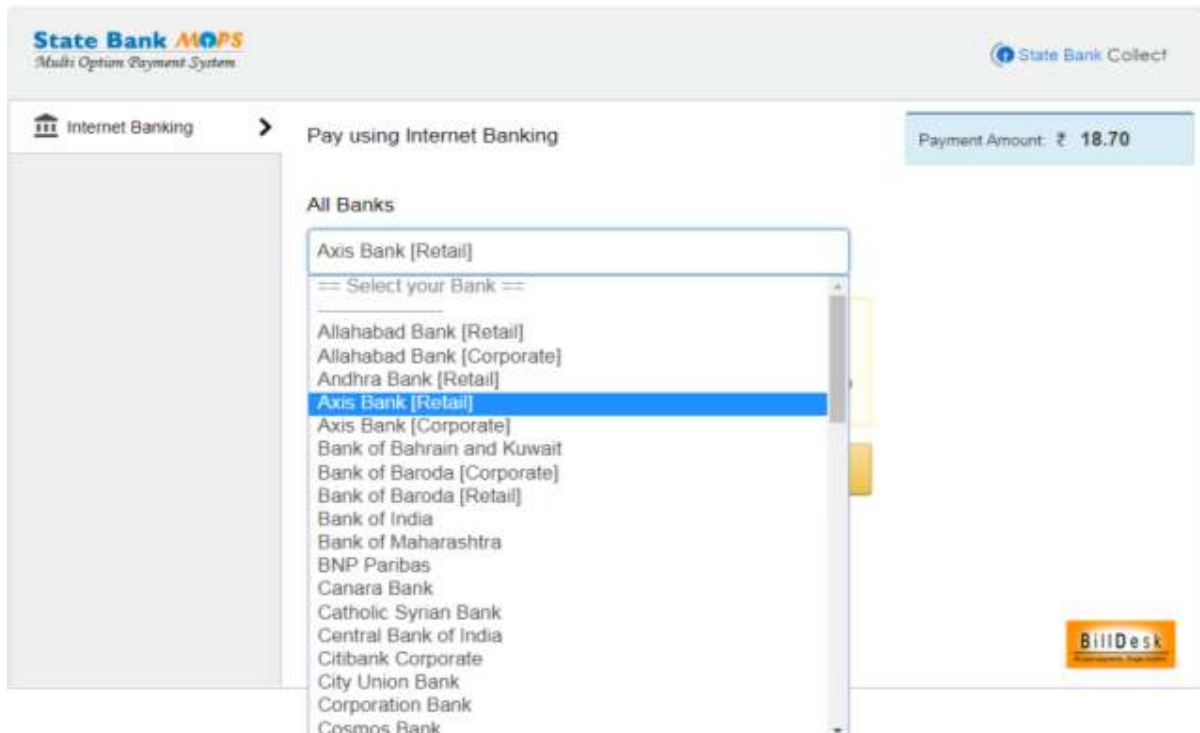 State Bank MOPS
Multi Option Payment System
State Bank Collect
Internet Banking
Pay using Internet Banking
Payment Amount: ₹ 18.70
All Banks
Axis Bank [Retail]
== Select your Bank ==
--------------------
Allahabad Bank [Retail]
Allahabad Bank [Corporate]
Andhra Bank [Retail]
Axis Bank [Retail]
Axis Bank [Corporate]
Bank of Bahrain and Kuwait
Bank of Baroda [Corporate]
Bank of Baroda [Retail]
Bank of India
Bank of Maharashtra
BNP Paribas
Canara Bank
Catholic Syrian Bank
Central Bank of India
Citibank Corporate
City Union Bank
Corporation Bank
Cosmos Bank
BillDesk